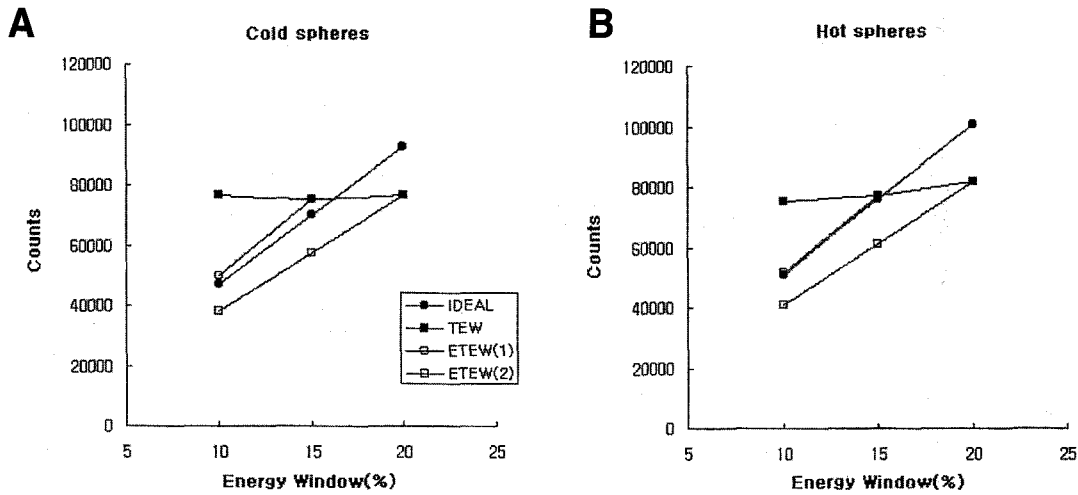 A
Cold spheres
120000
100000
80000
60000
40000
20000
0
5
10
15
20
25
Counts
Energy Window(%)
IDEAL
TEW
ETEW(1)
ETEW(2)
B
Hot spheres
120000
100000
80000
60000
40000
20000
0
5
10
15
20
25
Counts
Energy Window(%)